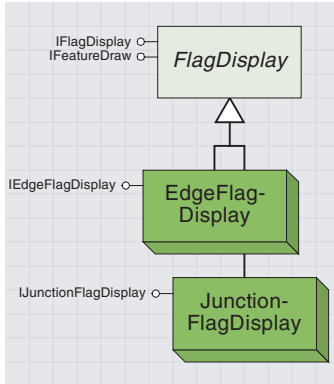 IFlagDisplay
IFeatureDraw
FlagDisplay
IEdgeFlagDisplay
EdgeFlag-
Display
IJunctionFlagDisplay
Junction-
FlagDisplay